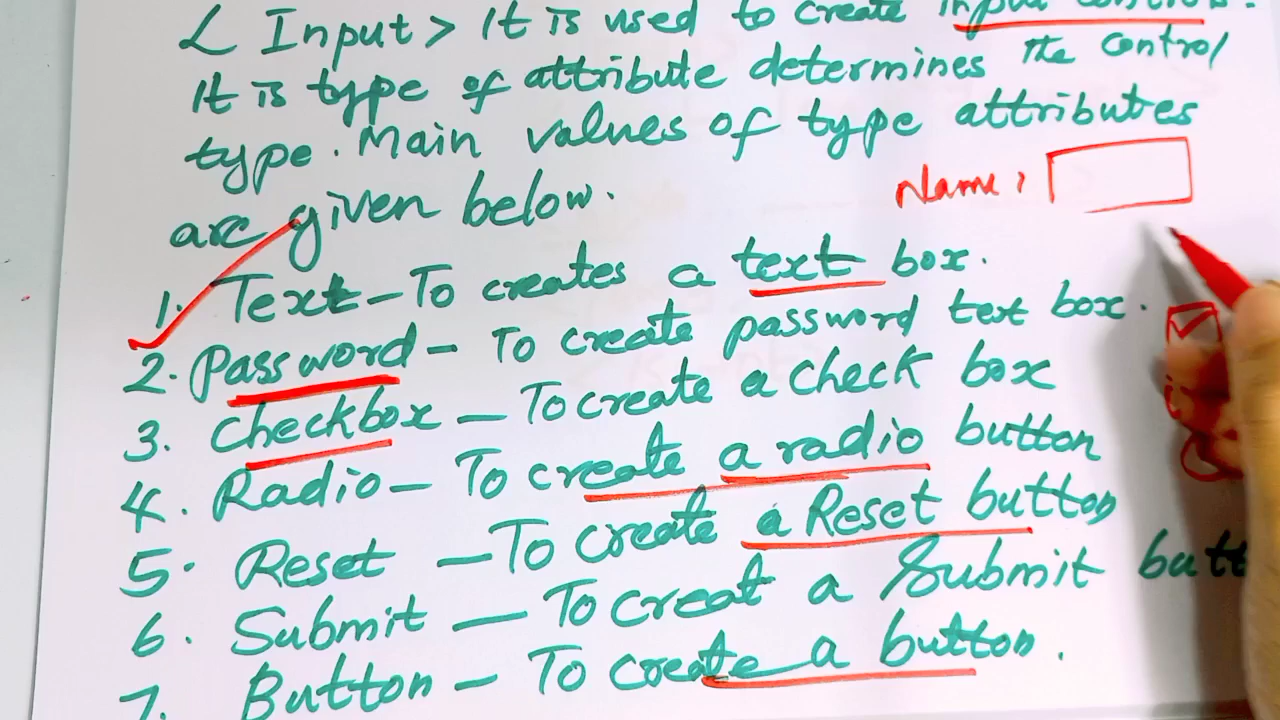 < Input > It is used to create input controls.
It is type of attribute determines the control
type. Main values of type attributes
are given below.
Name:
1. Text - To creates a text box.
2. Password - To create password text box.
3. Checkbox - To create a check box
4. Radio - To create a radio button
5. Reset - To create a Reset button
6. Submit - To creat a Submit butt
7. Button - To create a button.